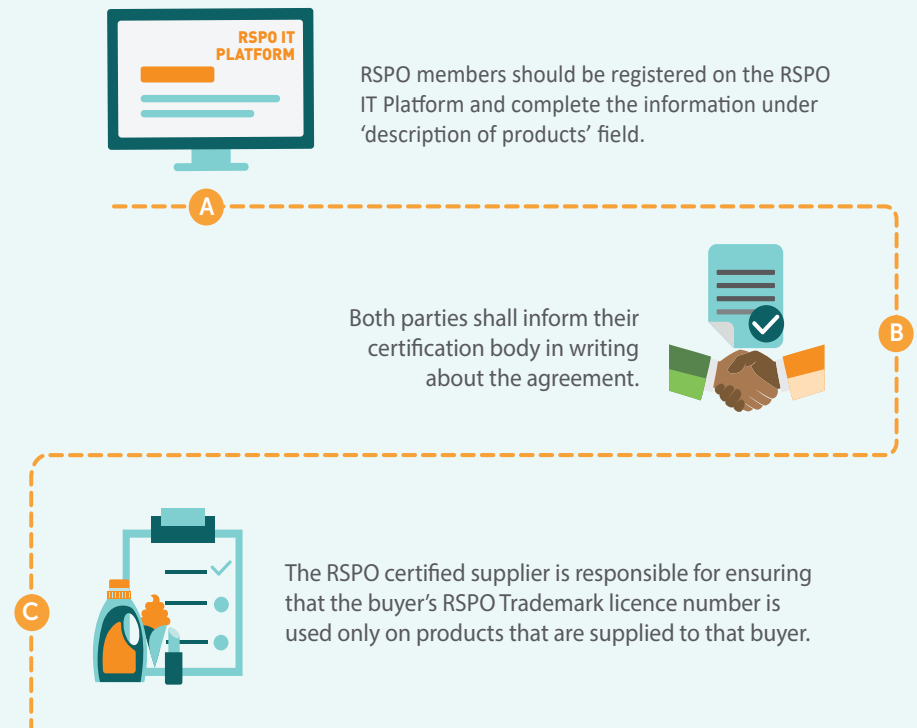 RSPO IT
PLATFORM
RSPO members should be registered on the RSPO
IT Platform and complete the information under
‘description of products’ field.
A
Both parties shall inform their
certification body in writing
about the agreement.
B
The RSPO certified supplier is responsible for ensuring
that the buyer’s RSPO Trademark licence number is
used only on products that are supplied to that buyer.
C